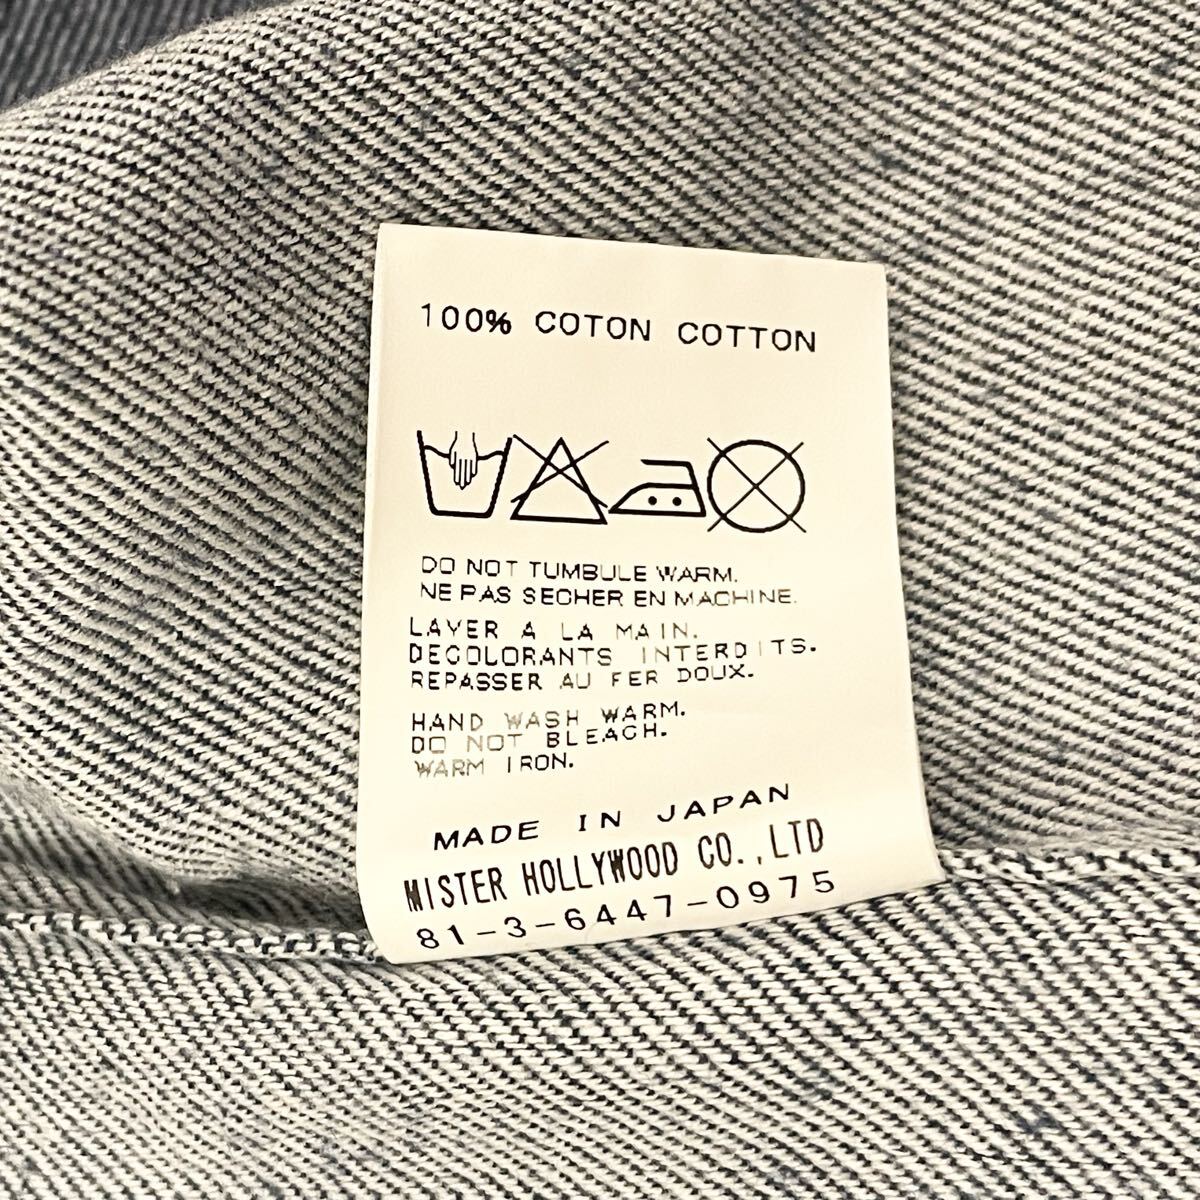 100% COTON COTTON
DO NOT TUMBULE WARM.
NE PAS SECHER EN MACHINE.
LAVER A LA MAIN.
DECOLORANTS INTERDITS.
REPASSER AU FER DOUX.
HAND WASH WARM.
DO NOT BLEACH.
WARM IRON.
MADE IN JAPAN
MISTER HOLLYWOOD CO.,LTD
81-3-6447-0975